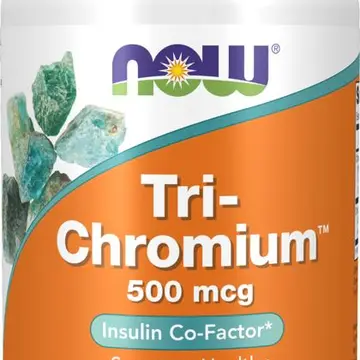 NOW®
Tri-
Chromium™
500 mcg
Insulin Co-Factor*